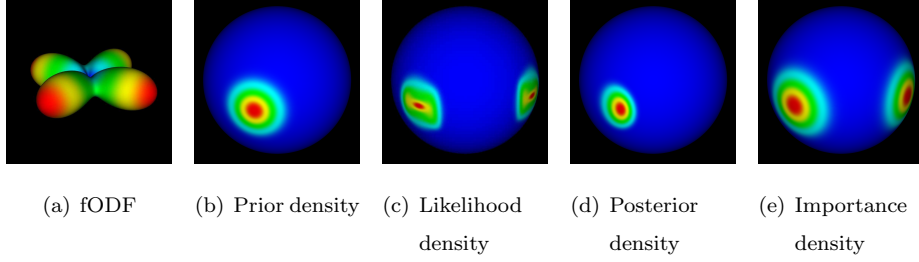 (a) fODF (b) Prior density (c) Likelihood (d) Posterior (e) Importance
density density density